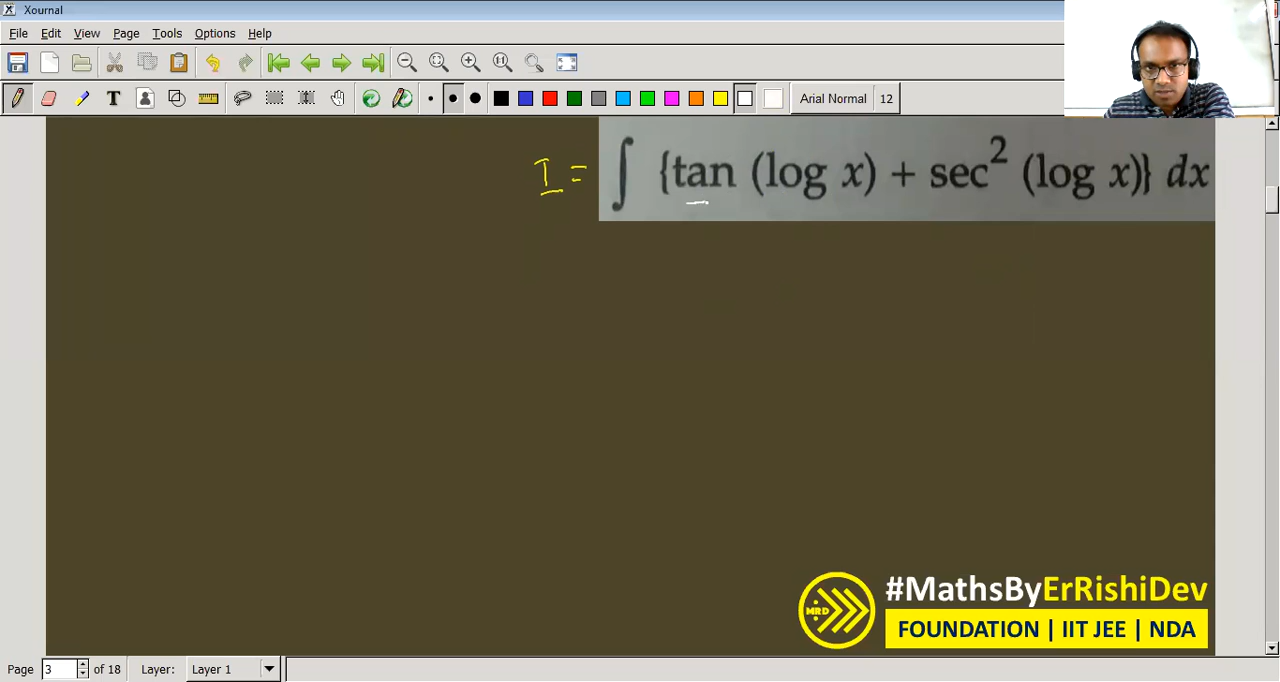 Xournal
File Edit View Page Tools Options Help
Arial Normal 12
I = ∫ {tan (log x) + sec² (log x)} dx
MRD
#MathsByErRishiDev
FOUNDATION | IIT JEE | NDA
Page 3 of 18 Layer: Layer 1